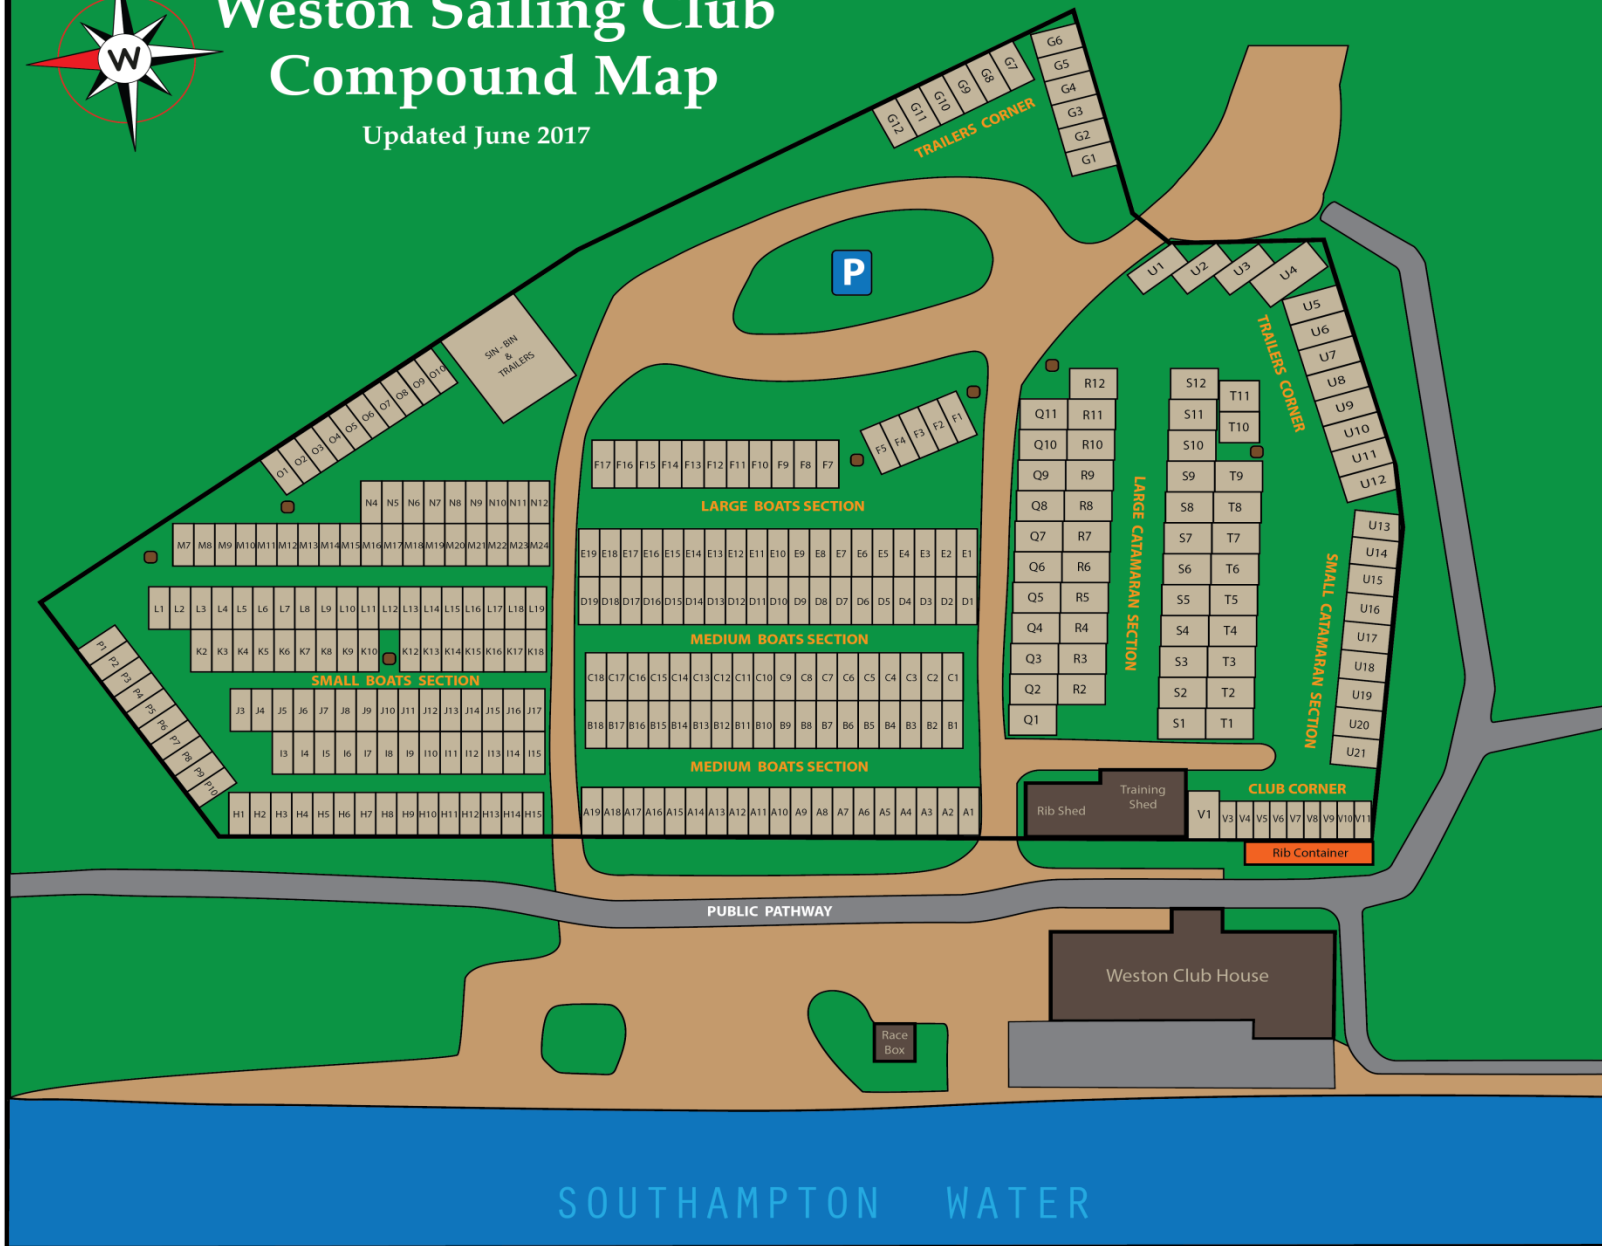 Weston Sailing Club
Compound Map
Updated June 2017
W
G12 G11 G10 G9 G8 G7
G6
G5
G4
G3
G2
G1
TRAILERS CORNER
P
U1 U2 U3 U4
U5
U6
U7
U8
U9
U10
U11
U12
TRAILERS CORNER
SIN - BIN
&
TRAILERS
O1 O2 O3 O4 O5 O6 O7 O8 O9 O10
N4 N5 N6 N7 N8 N9 N10 N11 N12
M7 M8 M9 M10 M11 M12 M13 M14 M15 M16 M17 M18 M19 M20 M21 M22 M23 M24
L1 L2 L3 L4 L5 L6 L7 L8 L9 L10 L11 L12 L13 L14 L15 L16 L17 L18 L19
K2 K3 K4 K5 K6 K7 K8 K9 K10 K12 K13 K14 K15 K16 K17 K18
SMALL BOATS SECTION
P1
P2
P3
P4
P5
P6
P7
P8
P9
P10
J3 J4 J5 J6 J7 J8 J9 J10 J11 J12 J13 J14 J15 J16 J17
I3 I4 I5 I6 I7 I8 I9 I10 I11 I12 I13 I14 I15
H1 H2 H3 H4 H5 H6 H7 H8 H9 H10 H11 H12 H13 H14 H15
F5 F4 F3 F2 F1
F17 F16 F15 F14 F13 F12 F11 F10 F9 F8 F7
LARGE BOATS SECTION
E19 E18 E17 E16 E15 E14 E13 E12 E11 E10 E9 E8 E7 E6 E5 E4 E3 E2 E1
D19 D18 D17 D16 D15 D14 D13 D12 D11 D10 D9 D8 D7 D6 D5 D4 D3 D2 D1
MEDIUM BOATS SECTION
C18 C17 C16 C15 C14 C13 C12 C11 C10 C9 C8 C7 C6 C5 C4 C3 C2 C1
B18 B17 B16 B15 B14 B13 B12 B11 B10 B9 B8 B7 B6 B5 B4 B3 B2 B1
MEDIUM BOATS SECTION
A19 A18 A17 A16 A15 A14 A13 A12 A11 A10 A9 A8 A7 A6 A5 A4 A3 A2 A1
R12
Q11 R11
Q10 R10
Q9 R9
Q8 R8
Q7 R7
Q6 R6
Q5 R5
Q4 R4
Q3 R3
Q2 R2
Q1
LARGE CATAMARAN SECTION
S12 T11
S11 T10
S10
S9 T9
S8 T8
S7 T7
S6 T6
S5 T5
S4 T4
S3 T3
S2 T2
S1 T1
U13
U14
U15
U16
U17
U18
U19
U20
U21
SMALL CATAMARAN SECTION
CLUB CORNER
Rib Shed
Training
Shed
V1 V3 V4 V5 V6 V7 V8 V9 V10 V11
Rib Container
PUBLIC PATHWAY
Weston Club House
Race
Box
SOUTHAMPTON WATER